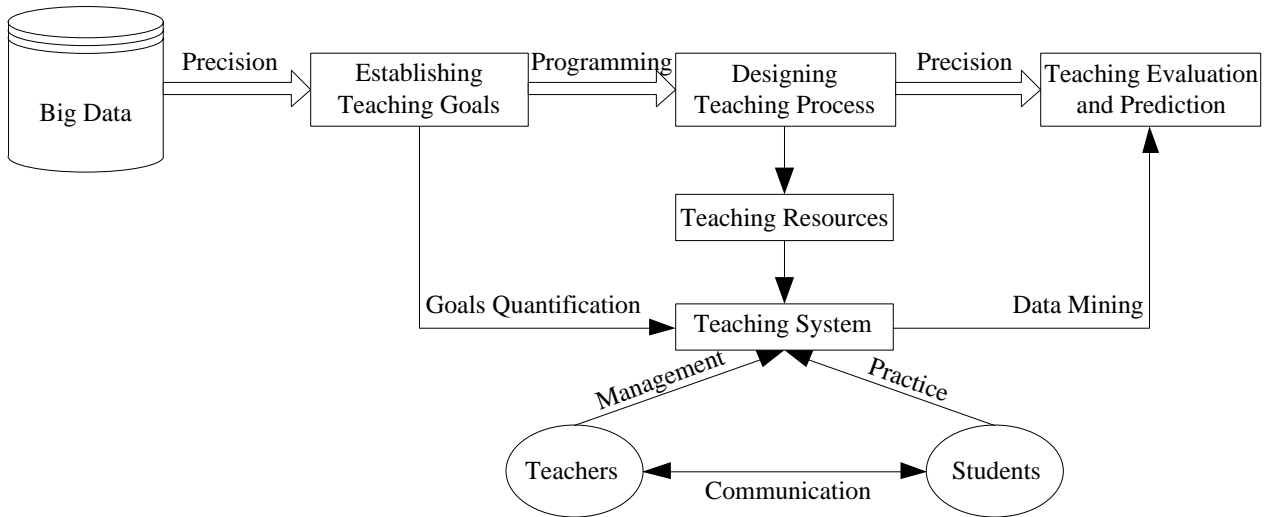 Big Data
Precision
Establishing
Teaching Goals
Programming
Designing
Teaching Process
Precision
Teaching Evaluation
and Prediction
Teaching Resources
Goals Quantification
Teaching System
Data Mining
Management
Practice
Teachers
Communication
Students